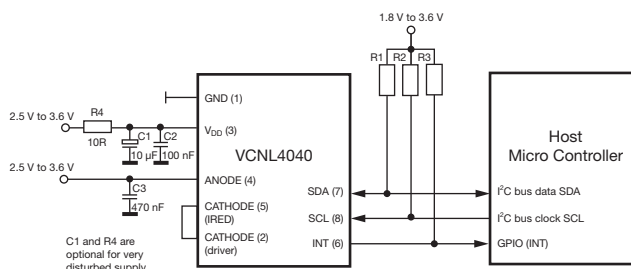 1.8 V to 3.6 V
R1 R2 R3
GND (1)
2.5 V to 3.6 V
R4
10R
C1
10 µF
C2
100 nF
VDD (3)
VCNL4040
Host
Micro Controller
2.5 V to 3.6 V
ANODE (4)
C3
470 nF
CATHODE (5)
(IRED)
CATHODE (2)
(driver)
SDA (7)
SCL (8)
INT (6)
I²C bus data SDA
I²C bus clock SCL
GPIO (INT)
C1 and R4 are
optional for very
disturbed supply